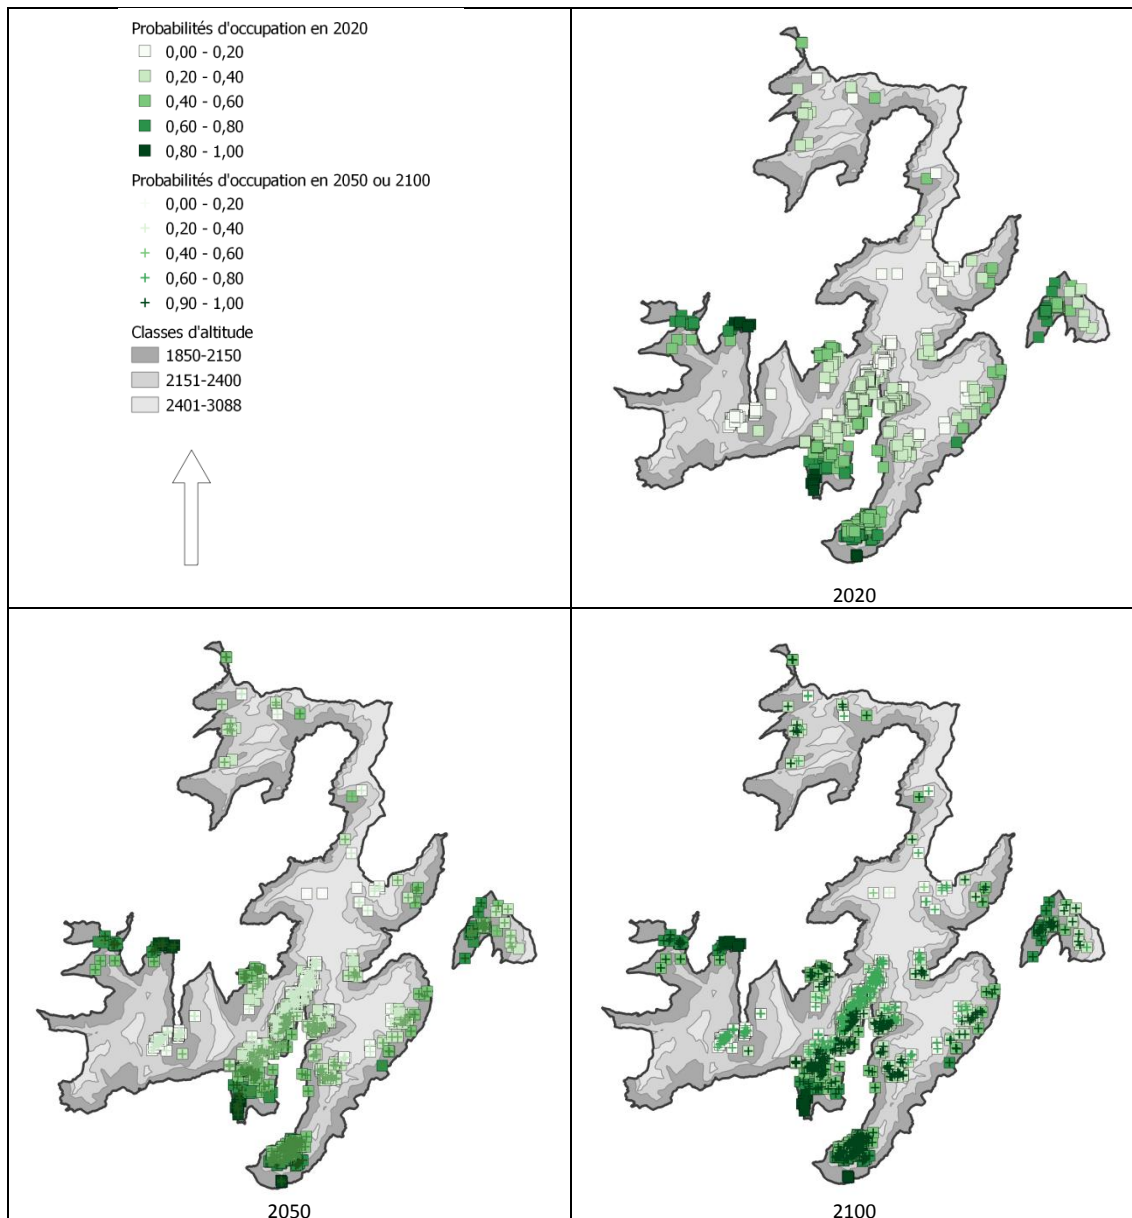 Probabilités d'occupation en 2020
0,00 - 0,20
0,20 - 0,40
0,40 - 0,60
0,60 - 0,80
0,80 - 1,00
Probabilités d'occupation en 2050 ou 2100
0,00 - 0,20
0,20 - 0,40
0,40 - 0,60
0,60 - 0,80
0,90 - 1,00
Classes d'altitude
1850-2150
2151-2400
2401-3088
2020
2050
2100